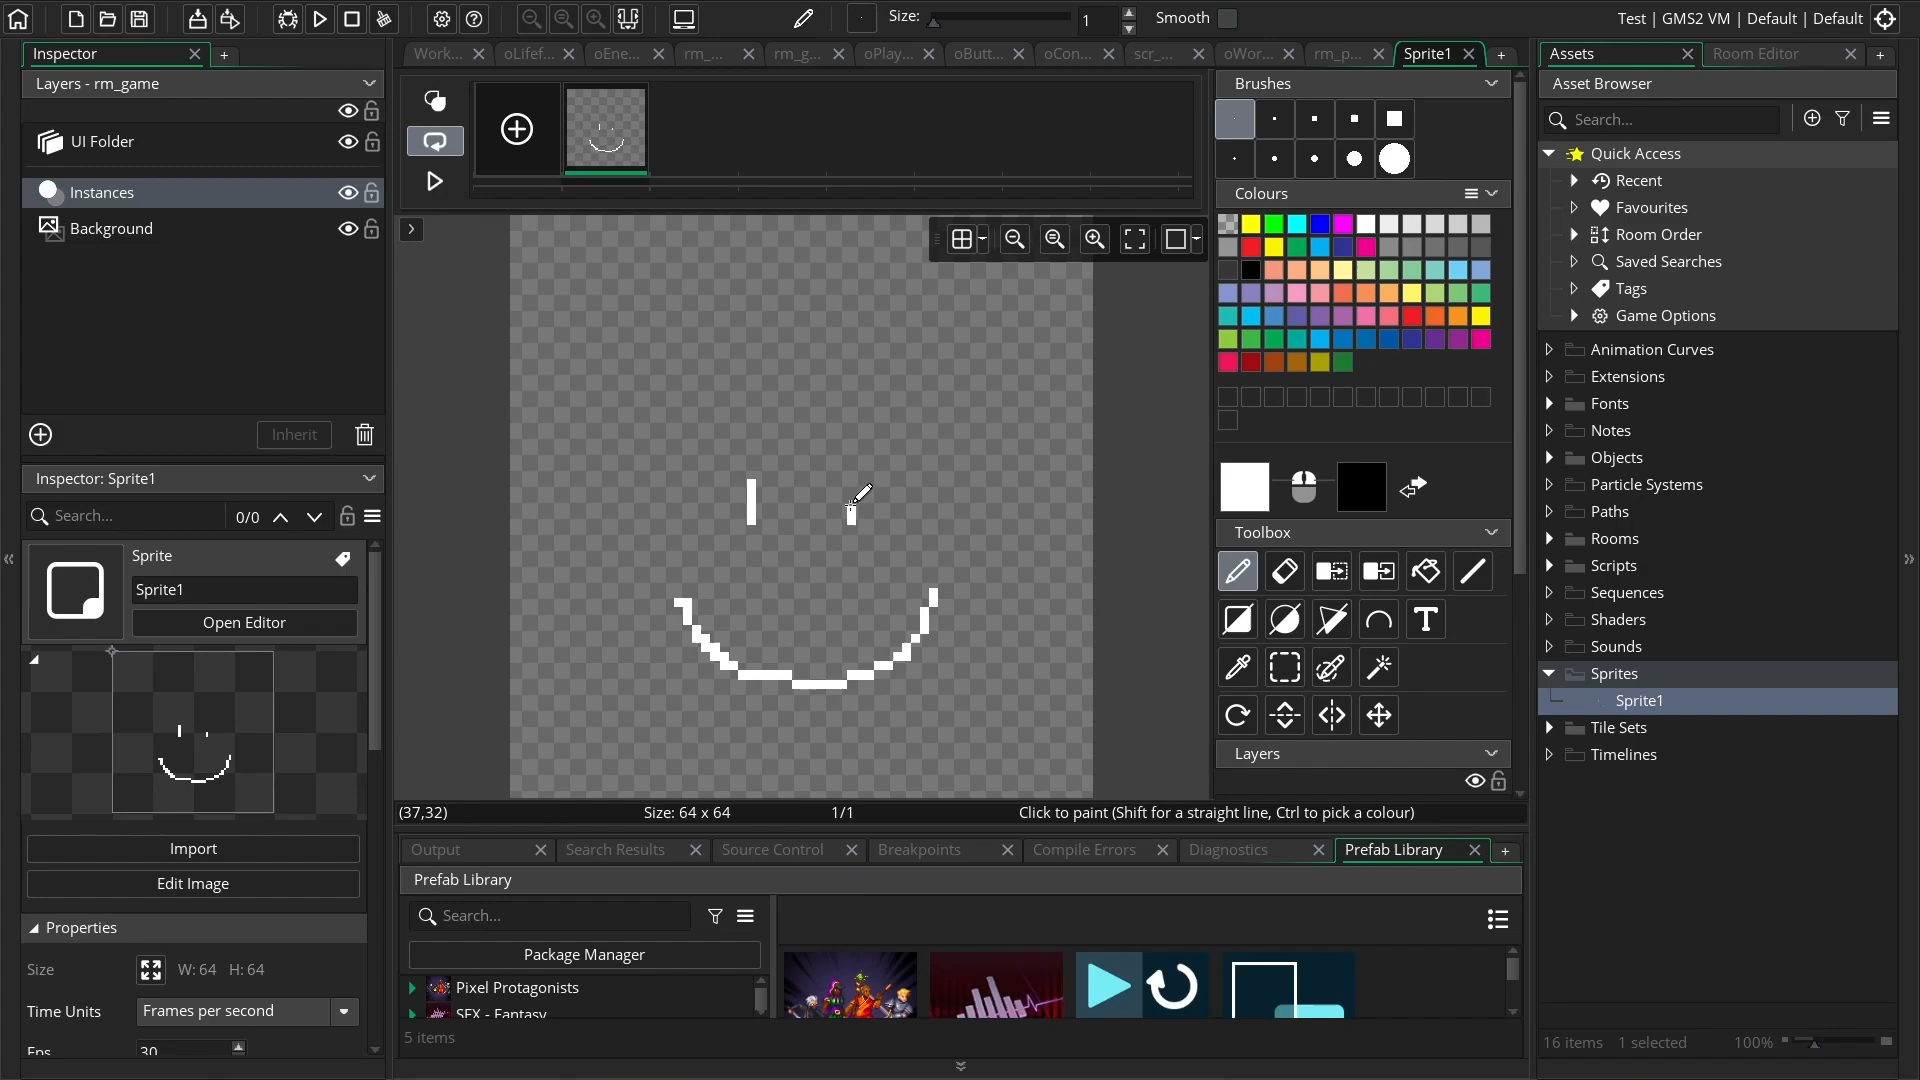 Size:
1
Smooth
Test | GMS2 VM | Default | Default
Inspector
Work...
oLifef...
oEne...
rm_...
rm_g...
oPlay...
oButt...
oCon...
scr_...
oWor...
rm_p...
Sprite1
Assets
Room Editor
Layers - rm_game
Brushes
Asset Browser
Search...
UI Folder
Quick Access
Recent
Instances
Colours
Favourites
Background
Room Order
Saved Searches
Tags
Game Options
Animation Curves
Extensions
Fonts
Inherit
Notes
Objects
Inspector: Sprite1
Particle Systems
Search...
0/0
Paths
Toolbox
Rooms
Sprite
Scripts
Sprite1
Sequences
Open Editor
Shaders
Sounds
Sprites
Sprite1
Tile Sets
Layers
Timelines
(37,32)
Size: 64 x 64
1/1
Click to paint (Shift for a straight line, Ctrl to pick a colour)
Import
Output
Search Results
Source Control
Breakpoints
Compile Errors
Diagnostics
Prefab Library
Edit Image
Prefab Library
Properties
Search...
Package Manager
Size
W: 64 H: 64
Pixel Protagonists
Time Units
Frames per second
SFX - Fantasy
5 items
Fps
30
16 items
1 selected
100%